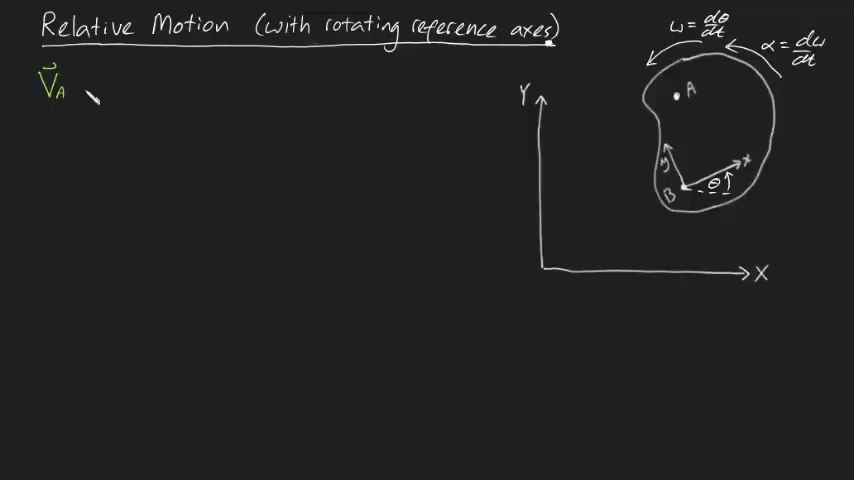 Relative Motion (with rotating reference axes)
ω = dθ/dt
α = dω/dt
V⃗A
Y
A
y
x
θ
B
X